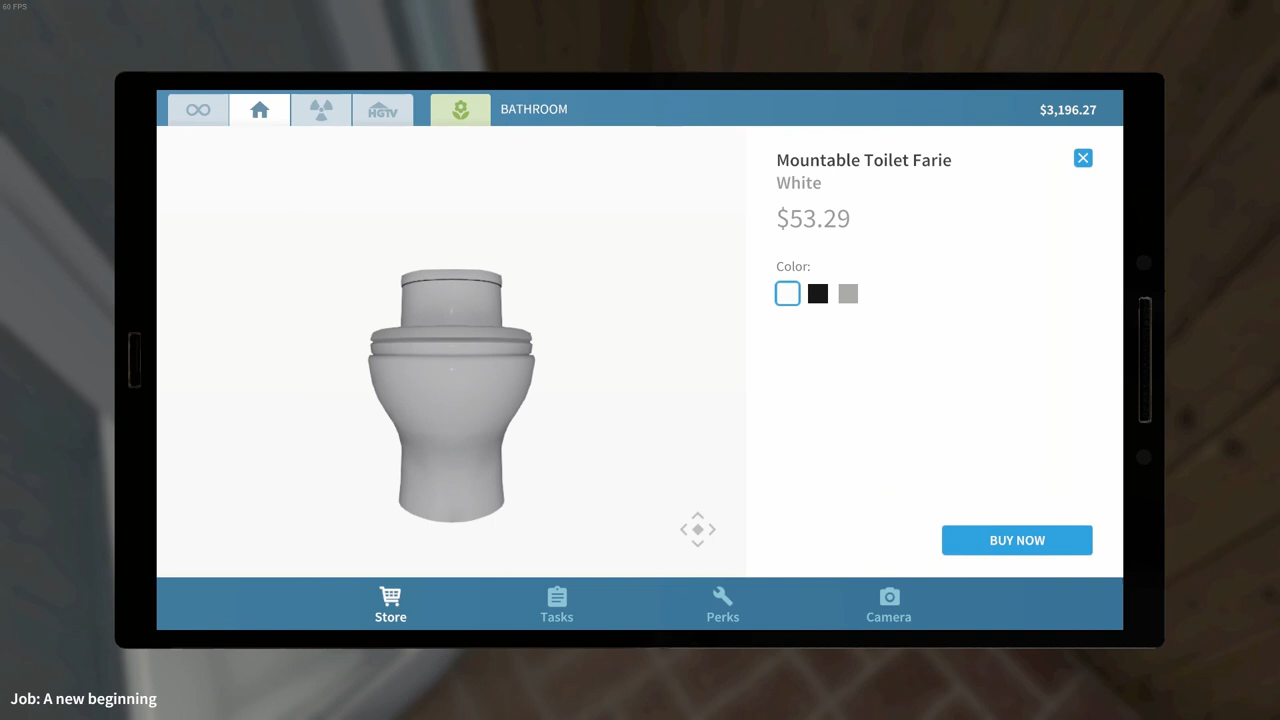 60 FPS
HGTV
BATHROOM
$3,196.27
Mountable Toilet Farie
White
$53.29
Color:
BUY NOW
Store
Tasks
Perks
Camera
Job: A new beginning